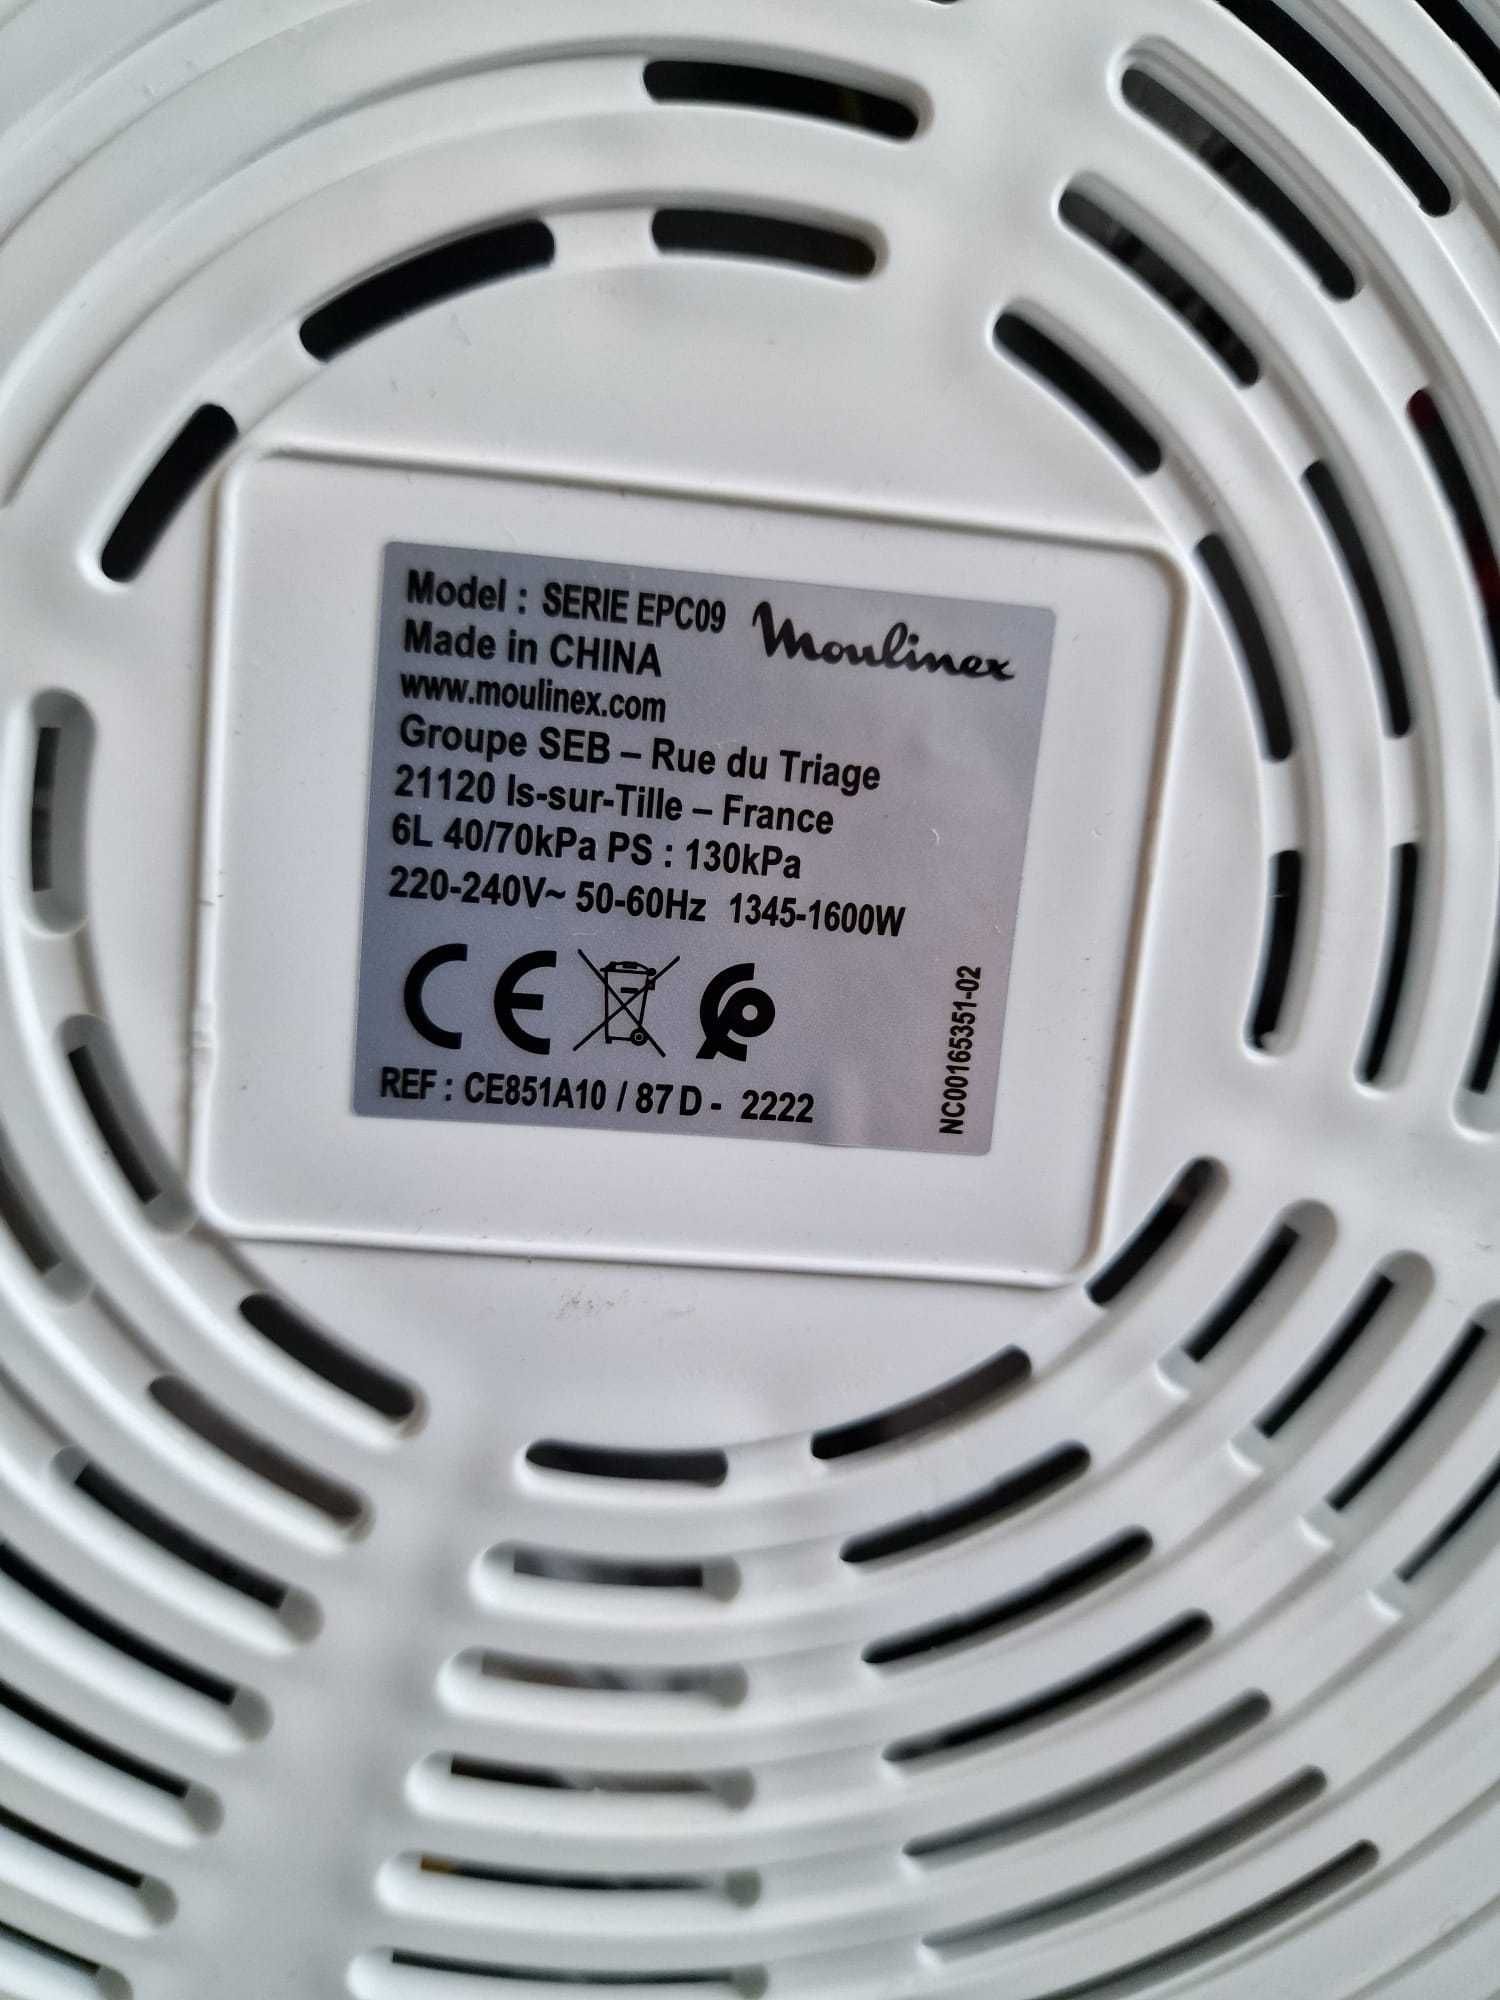 Model : SERIE EPC09
Moulinex
Made in CHINA
www.moulinex.com
Groupe SEB – Rue du Triage
21120 Is-sur-Tille – France
6L 40/70kPa PS : 130kPa
220-240V~ 50-60Hz 1345-1600W
CE
REF : CE851A10 / 87 D - 2222
NC00165351-02